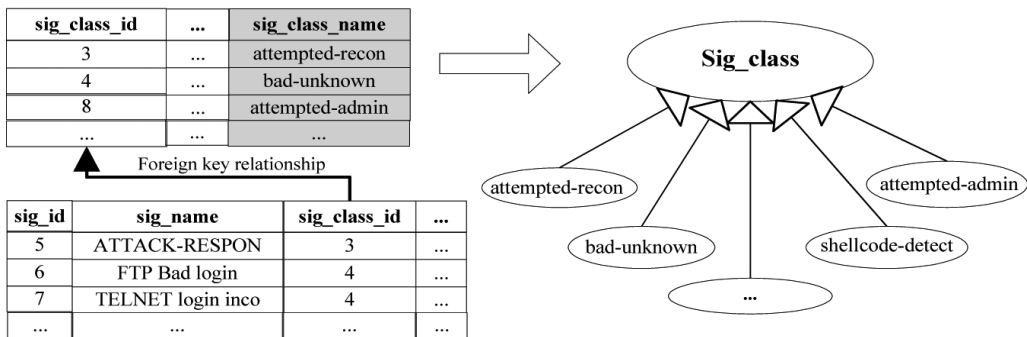 sig_class_id ... sig_class_name
3 ... attempted-recon
4 ... bad-unknown
8 ... attempted-admin
... ... ...
Foreign key relationship
sig_id sig_name sig_class_id ...
5 ATTACK-RESPON 3 ...
6 FTP Bad login 4 ...
7 TELNET login inco 4 ...
... ... ... ...
Sig_class
attempted-recon
attempted-admin
bad-unknown
shellcode-detect
...